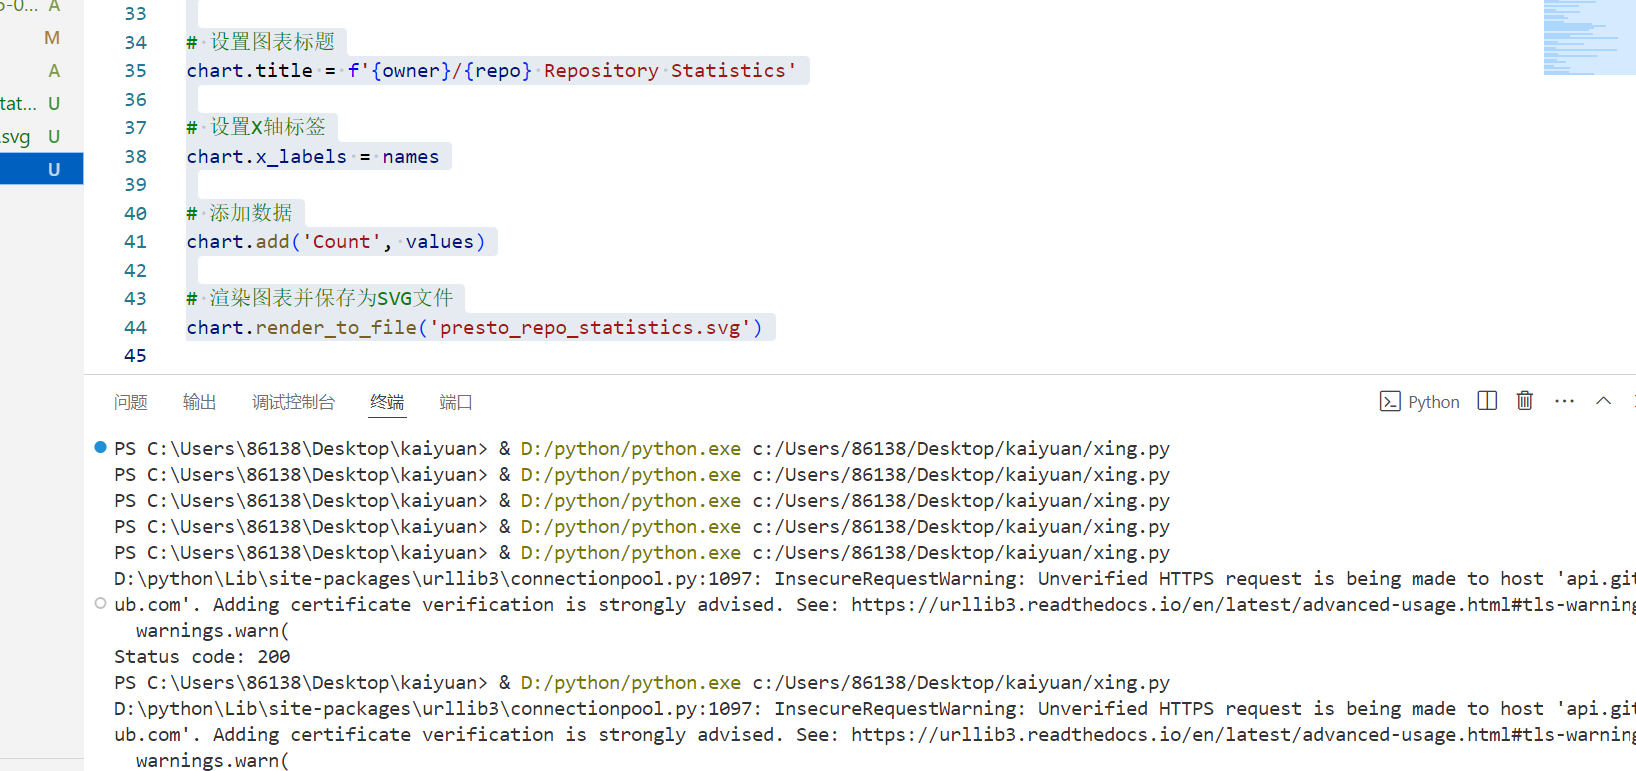 A
M
A
tat... U
.svg U
U
33
34 # 设置图表标题
35 chart.title = f'{owner}/{repo} Repository Statistics'
36
37 # 设置X轴标签
38 chart.x_labels = names
39
40 # 添加数据
41 chart.add('Count', values)
42
43 # 渲染图表并保存为SVG文件
44 chart.render_to_file('presto_repo_statistics.svg')
45
问题 输出 调试控制台 终端 端口 Python
PS C:\Users\86138\Desktop\kaiyuan> & D:/python/python.exe c:/Users/86138/Desktop/kaiyuan/xing.py
PS C:\Users\86138\Desktop\kaiyuan> & D:/python/python.exe c:/Users/86138/Desktop/kaiyuan/xing.py
PS C:\Users\86138\Desktop\kaiyuan> & D:/python/python.exe c:/Users/86138/Desktop/kaiyuan/xing.py
PS C:\Users\86138\Desktop\kaiyuan> & D:/python/python.exe c:/Users/86138/Desktop/kaiyuan/xing.py
PS C:\Users\86138\Desktop\kaiyuan> & D:/python/python.exe c:/Users/86138/Desktop/kaiyuan/xing.py
D:\python\Lib\site-packages\urllib3\connectionpool.py:1097: InsecureRequestWarning: Unverified HTTPS request is being made to host 'api.git
ub.com'. Adding certificate verification is strongly advised. See: https://urllib3.readthedocs.io/en/latest/advanced-usage.html#tls-warning
warnings.warn(
Status code: 200
PS C:\Users\86138\Desktop\kaiyuan> & D:/python/python.exe c:/Users/86138/Desktop/kaiyuan/xing.py
D:\python\Lib\site-packages\urllib3\connectionpool.py:1097: InsecureRequestWarning: Unverified HTTPS request is being made to host 'api.git
ub.com'. Adding certificate verification is strongly advised. See: https://urllib3.readthedocs.io/en/latest/advanced-usage.html#tls-warning
warnings.warn(